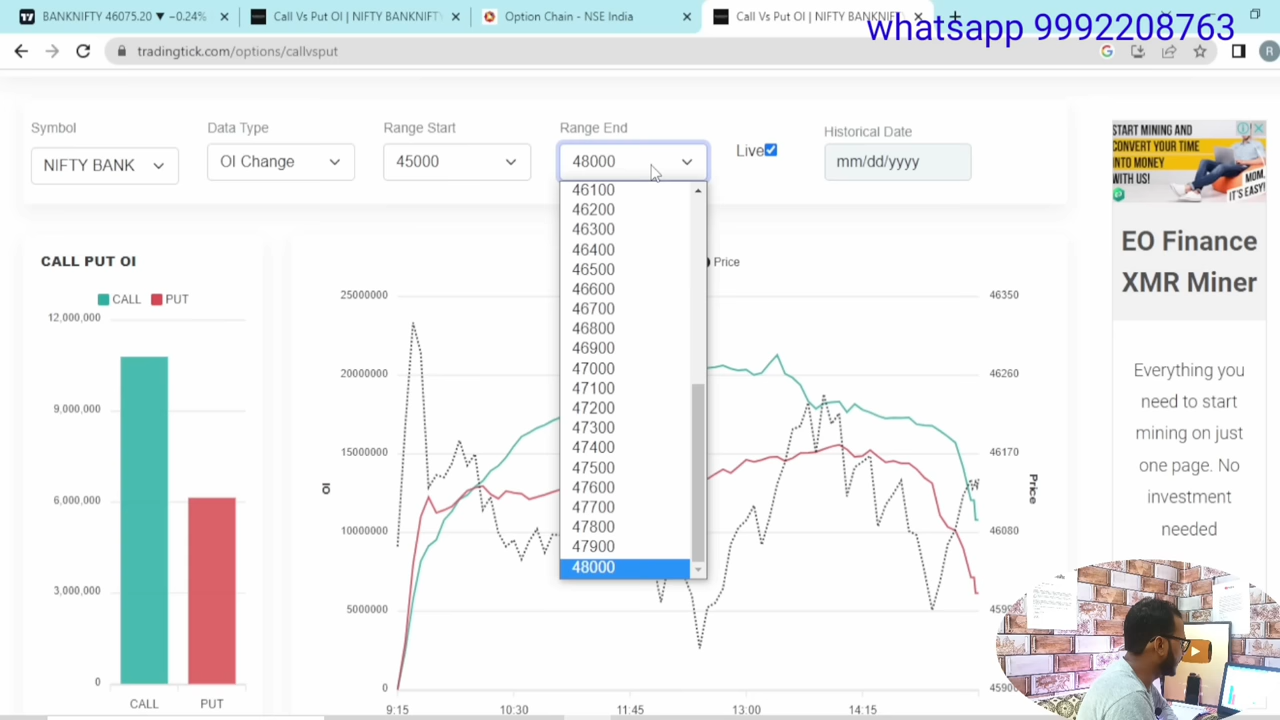 BANKNIFTY 46075.20 ▼ −0.24%
Call Vs Put OI | NIFTY BANKNIFT
Option Chain - NSE India
Call Vs Put OI | NIFTY BANKNIF
whatsapp 9992208763
tradingtick.com/options/callvsput
R
Symbol
Data Type
Range Start
Range End
Historical Date
NIFTY BANK
OI Change
45000
48000
Live
mm/dd/yyyy
46100
46200
46300
46400
46500
46600
46700
46800
46900
47000
47100
47200
47300
47400
47500
47600
47700
47800
47900
48000
CALL PUT OI
CALL PUT
12,000,000
9,000,000
6,000,000
3,000,000
0
CALL PUT
Price
25000000
20000000
15000000
10000000
5000000
0
OI
46350
46260
46170
46080
4590
Price
9:15 10:30 11:45 13:00 14:15
START MINING AND
CONVERT YOUR TIME
INTO MONEY
WITH US!
MOM,
IT'S EASY!
EO Finance
XMR Miner
Everything you
need to start
mining on just
one page. No
investment
needed